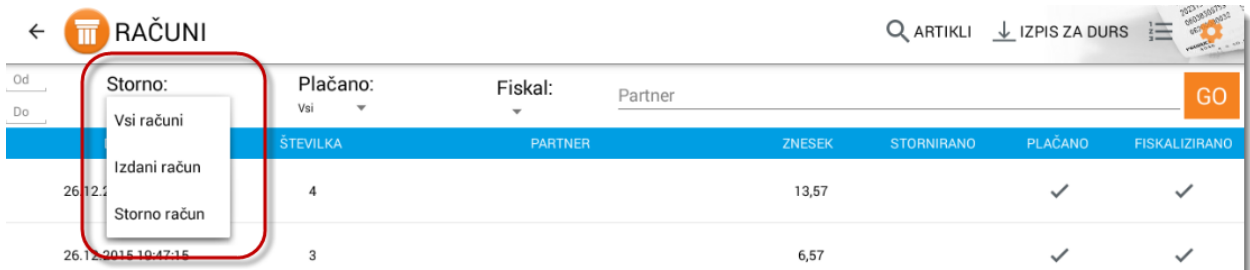 RAČUNI
ARTIKLI
IZPIS ZA DURS
Od
Do
Storno:
Vsi računi
Izdani račun
Storno račun
Plačano:
Vsi
Fiskal:
Partner
GO
ŠTEVILKA PARTNER ZNESEK STORNIRANO PLAČANO FISKALIZIRANO
4 13,57
26.12.2015 19:47:15 3 6,57